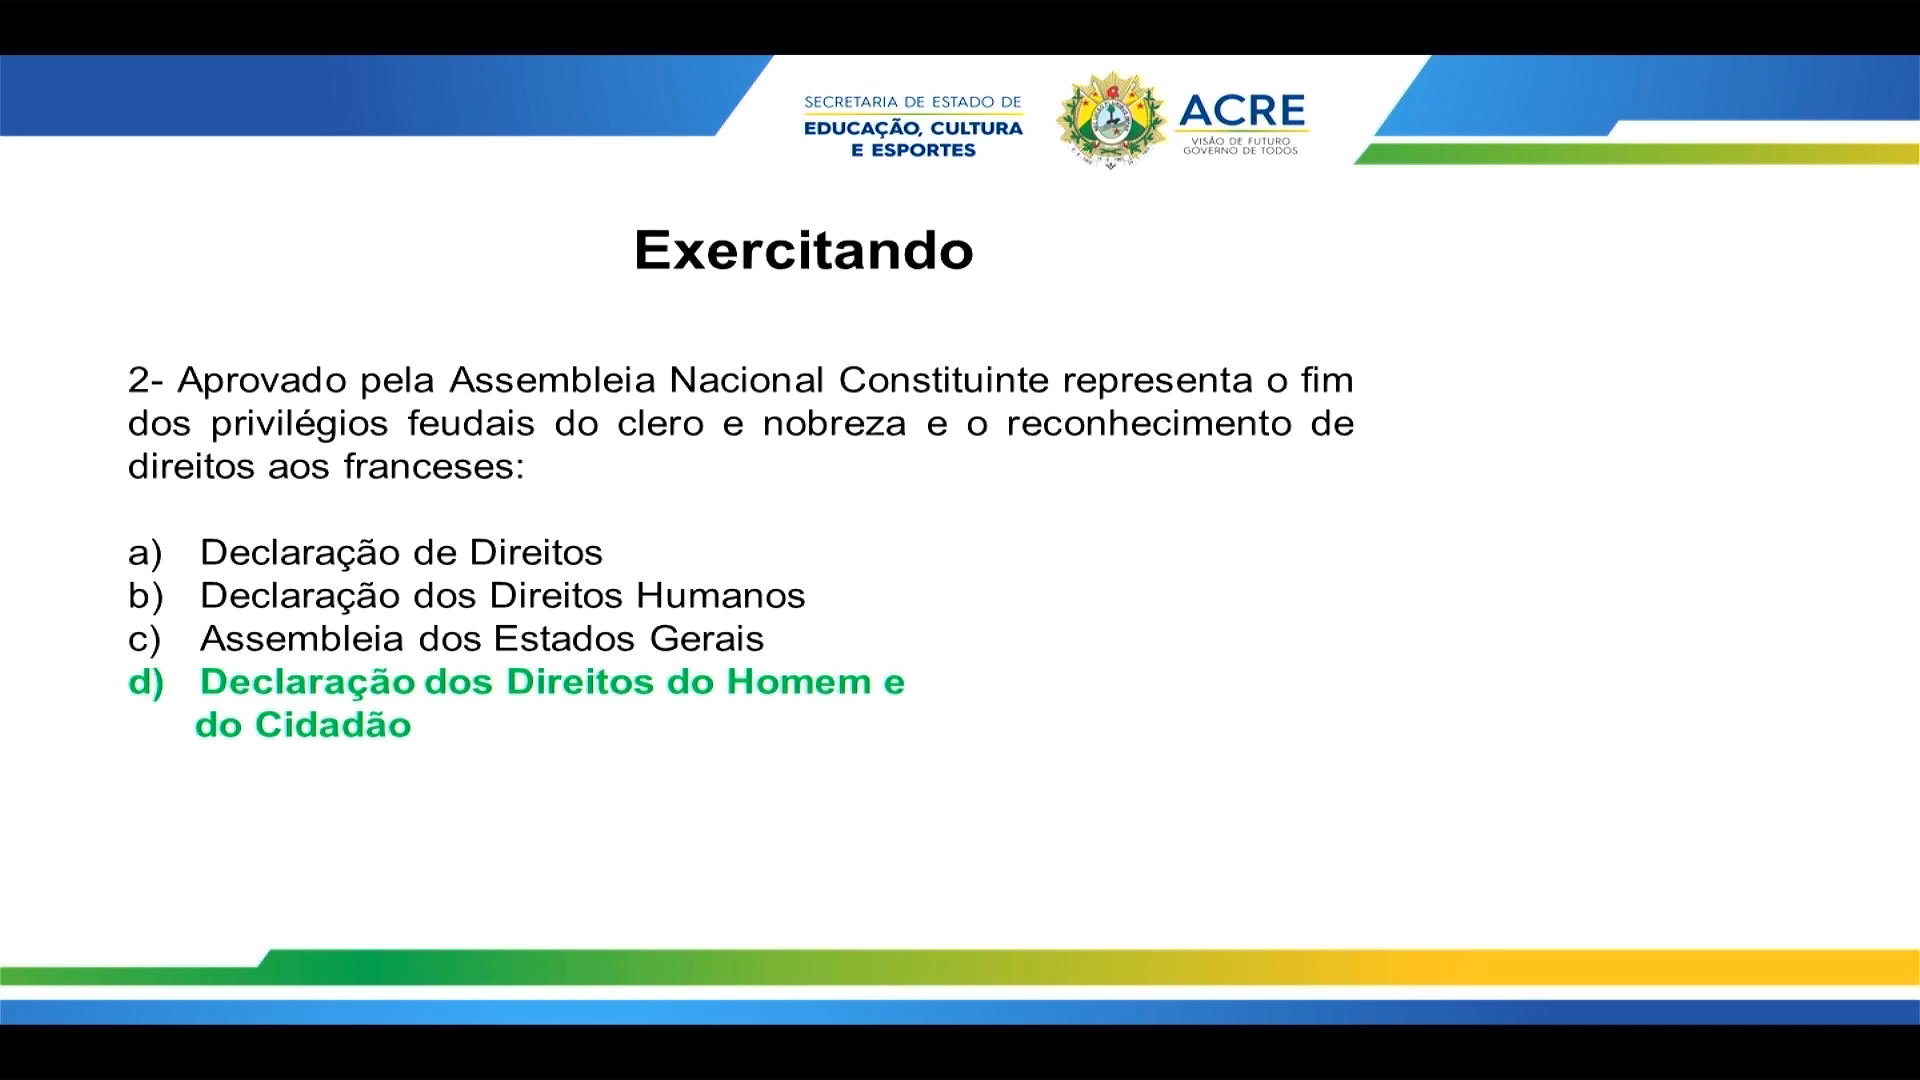 SECRETARIA DE ESTADO DE
EDUCAÇÃO, CULTURA
E ESPORTES
ACRE
VISÃO DE FUTURO
GOVERNO DE TODOS
Exercitando
2- Aprovado pela Assembleia Nacional Constituinte representa o fim
dos privilégios feudais do clero e nobreza e o reconhecimento de
direitos aos franceses:
a) Declaração de Direitos
b) Declaração dos Direitos Humanos
c) Assembleia dos Estados Gerais
d) Declaração dos Direitos do Homem e
do Cidadão